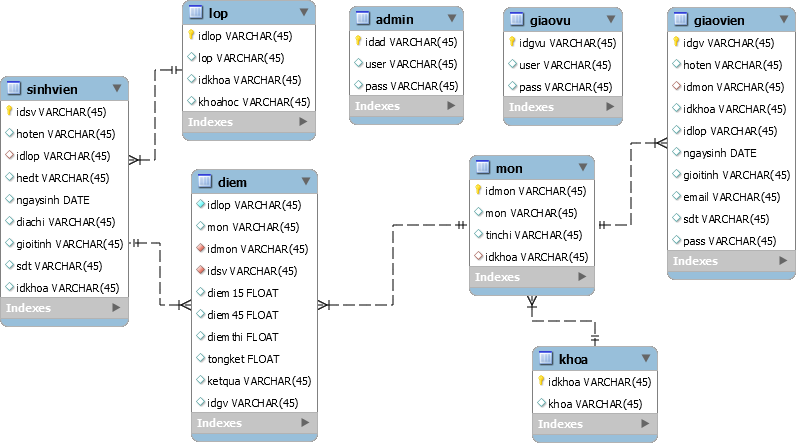 lop
idlop VARCHAR(45)
lop VARCHAR(45)
idkhoa VARCHAR(45)
khoahoc VARCHAR(45)
Indexes
admin
idad VARCHAR(45)
user VARCHAR(45)
pass VARCHAR(45)
Indexes
giaovu
idgvu VARCHAR(45)
user VARCHAR(45)
pass VARCHAR(45)
Indexes
giaovien
idgv VARCHAR(45)
hoten VARCHAR(45)
idmon VARCHAR(45)
idkhoa VARCHAR(45)
idlop VARCHAR(45)
ngaysinh DATE
gioitinh VARCHAR(45)
email VARCHAR(45)
sdt VARCHAR(45)
pass VARCHAR(45)
Indexes
sinhvien
idsv VARCHAR(45)
hoten VARCHAR(45)
idlop VARCHAR(45)
hedt VARCHAR(45)
ngaysinh DATE
diachi VARCHAR(45)
gioitinh VARCHAR(45)
sdt VARCHAR(45)
idkhoa VARCHAR(45)
Indexes
diem
idlop VARCHAR(45)
mon VARCHAR(45)
idmon VARCHAR(45)
idsv VARCHAR(45)
diem 15 FLOAT
diem 45 FLOAT
diemthi FLOAT
tongket FLOAT
ketqua VARCHAR(45)
idgv VARCHAR(45)
Indexes
mon
idmon VARCHAR(45)
mon VARCHAR(45)
tinchi VARCHAR(45)
idkhoa VARCHAR(45)
Indexes
khoa
idkhoa VARCHAR(45)
khoa VARCHAR(45)
Indexes